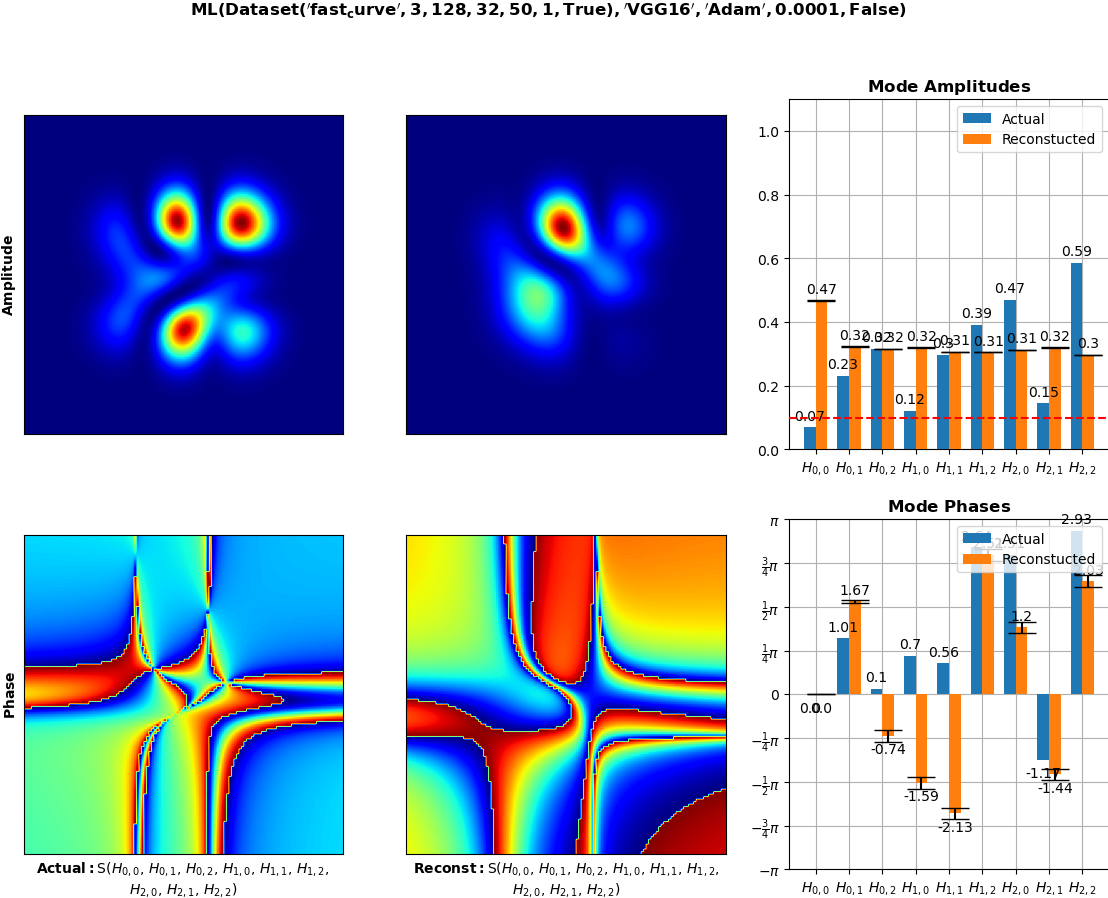 ML(Dataset('fast_curve', 3, 128, 32, 50, 1, True), 'VGG16', 'Adam', 0.0001, False)
Amplitude
Mode Amplitudes
Actual
Reconstucted
1.0
0.8
0.6
0.4
0.2
0.0
0.07
0.47
0.23
0.32
0.32
0.32
0.12
0.32
0.3
0.31
0.39
0.31
0.47
0.31
0.15
0.32
0.59
0.3
H0,0 H0,1 H0,2 H1,0 H1,1 H1,2 H2,0 H2,1 H2,2
Phase
Actual: S(H0,0, H0,1, H0,2, H1,0, H1,1, H1,2,
H2,0, H2,1, H2,2)
Reconst: S(H0,0, H0,1, H0,2, H1,0, H1,1, H1,2,
H2,0, H2,1, H2,2)
Mode Phases
Actual
Reconstucted
π
3/4π
1/2π
1/4π
0
−1/4π
−1/2π
−3/4π
−π
0.0
0.0
1.01
1.67
0.1
-0.74
0.7
-1.59
0.56
-2.13
1.2
-1.17
-1.44
2.93
H0,0 H0,1 H0,2 H1,0 H1,1 H1,2 H2,0 H2,1 H2,2